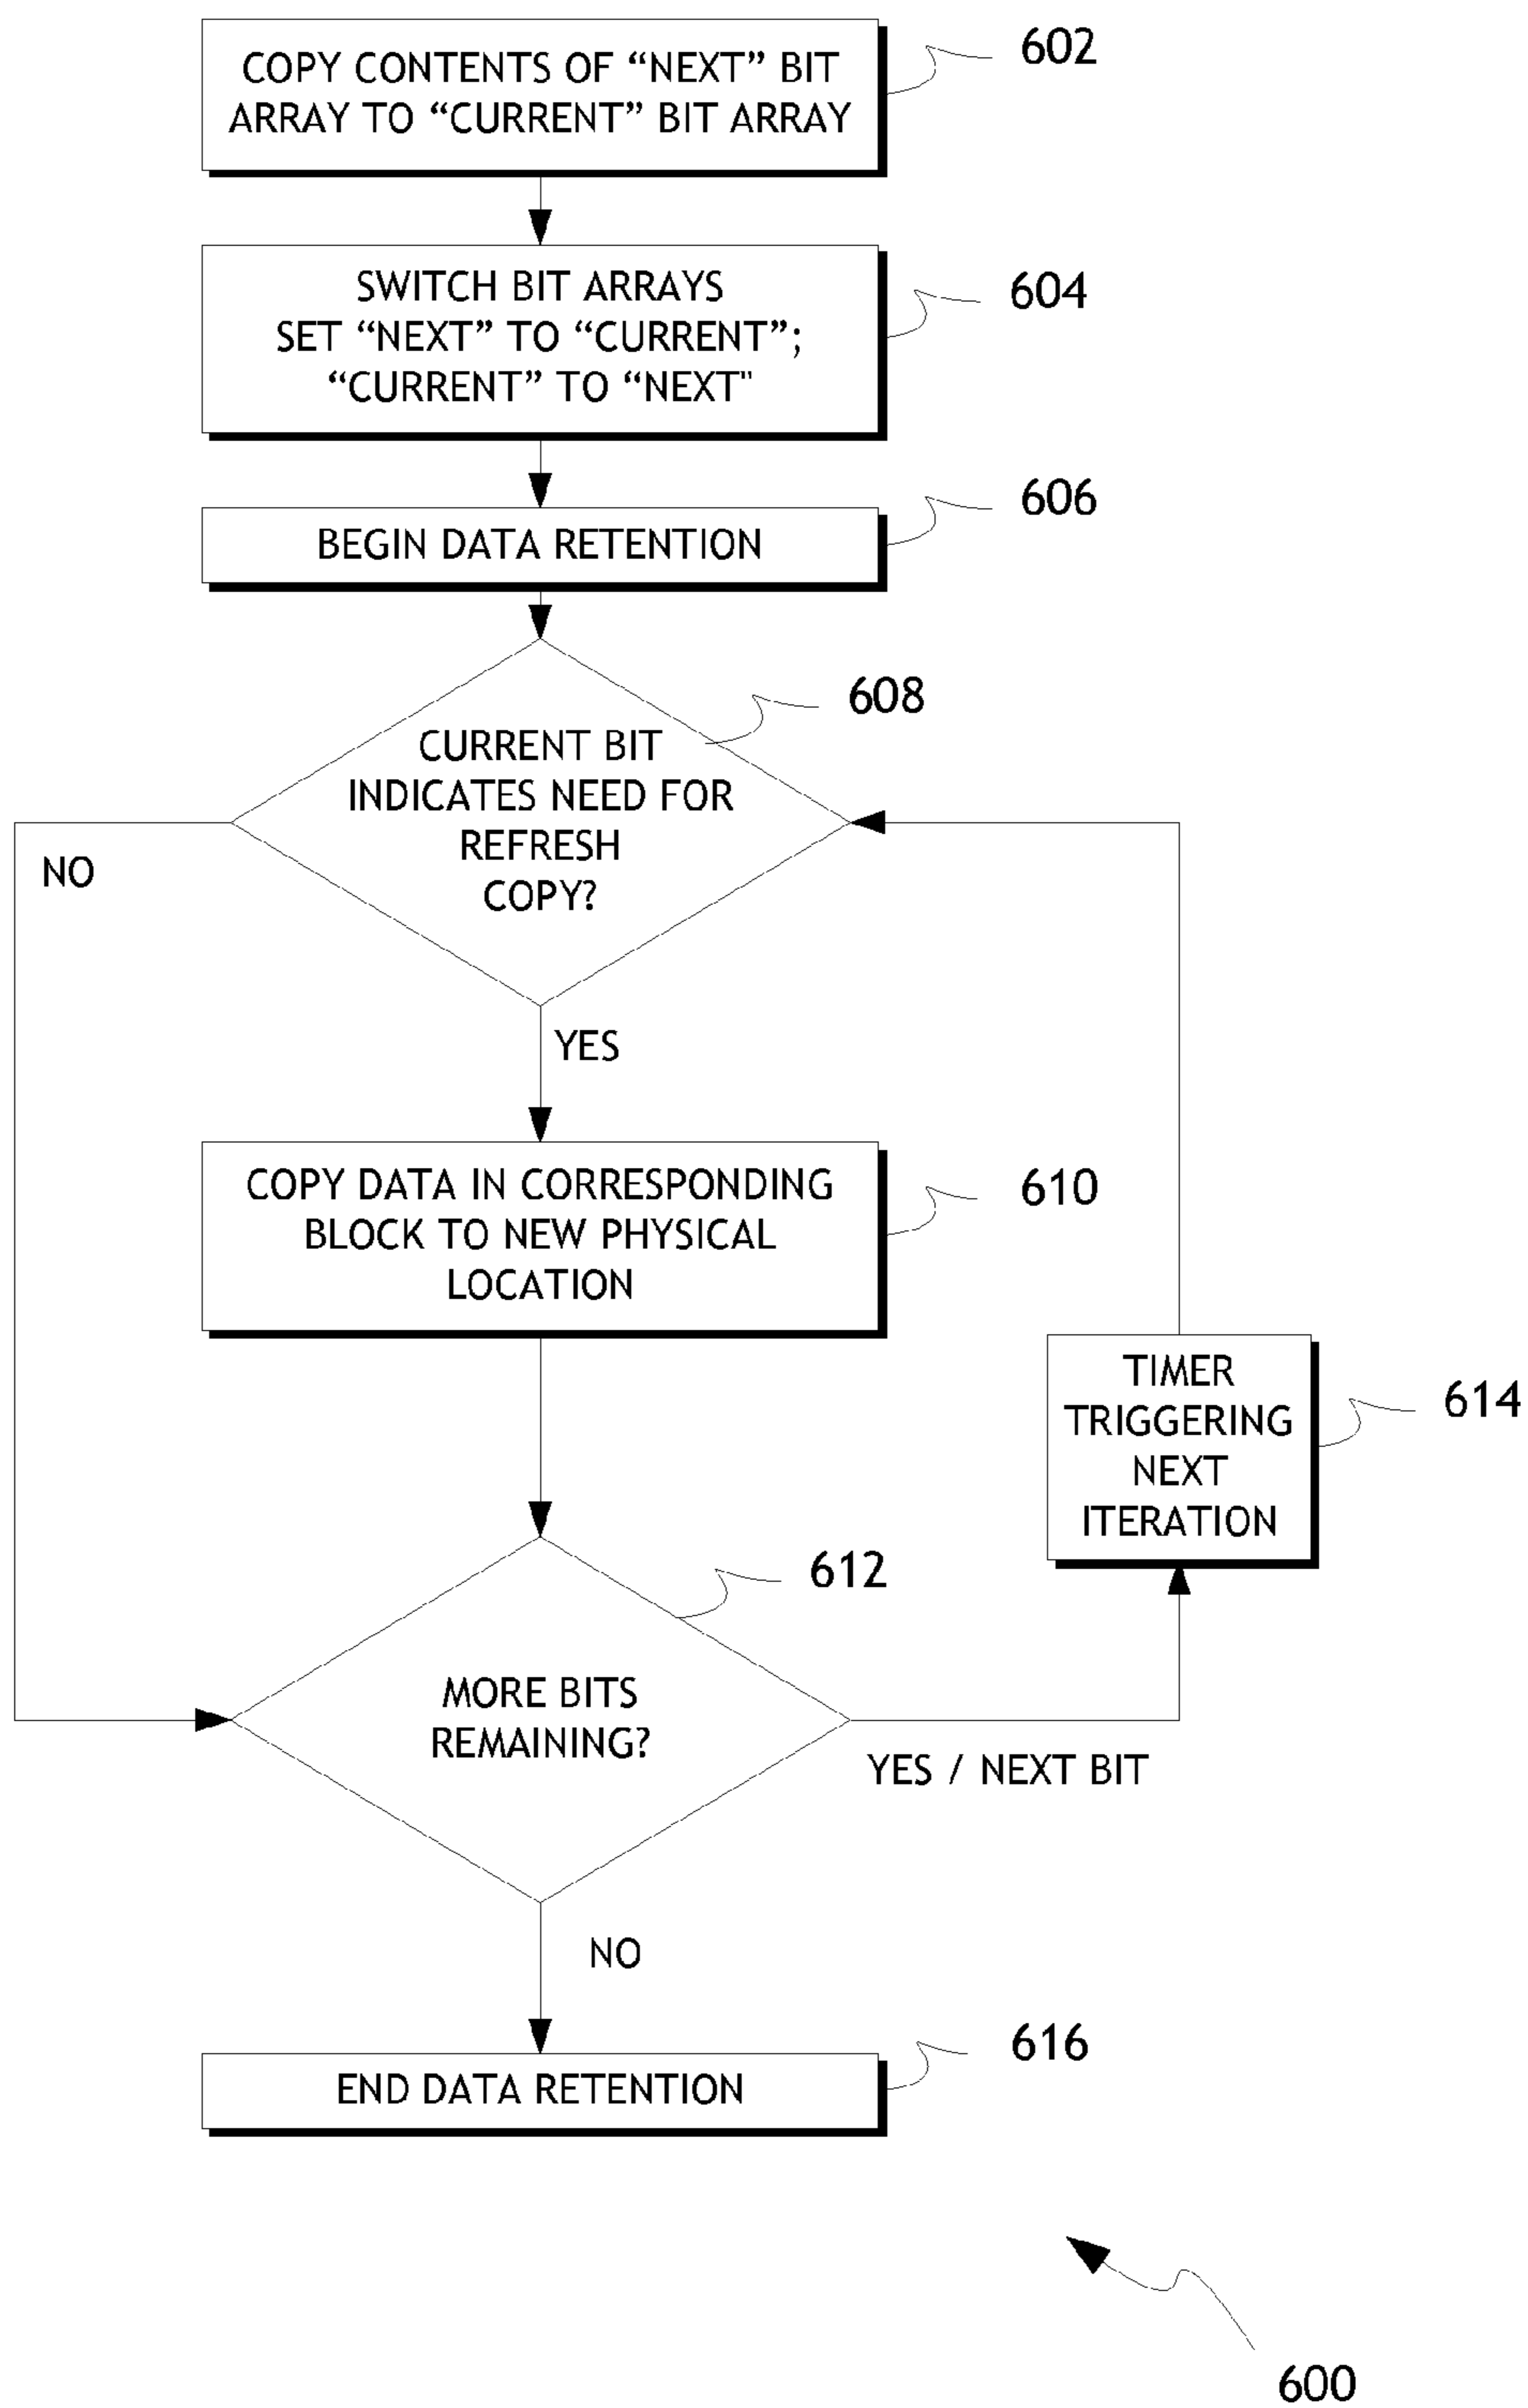 COPY CONTENTS OF “NEXT” BIT
ARRAY TO “CURRENT” BIT ARRAY
602
SWITCH BIT ARRAYS
SET “NEXT” TO “CURRENT”;
“CURRENT” TO “NEXT"
604
BEGIN DATA RETENTION
606
CURRENT BIT
INDICATES NEED FOR
REFRESH
COPY?
608
NO
YES
COPY DATA IN CORRESPONDING
BLOCK TO NEW PHYSICAL
LOCATION
610
TIMER
TRIGGERING
NEXT
ITERATION
614
MORE BITS
REMAINING?
612
YES / NEXT BIT
NO
END DATA RETENTION
616
600